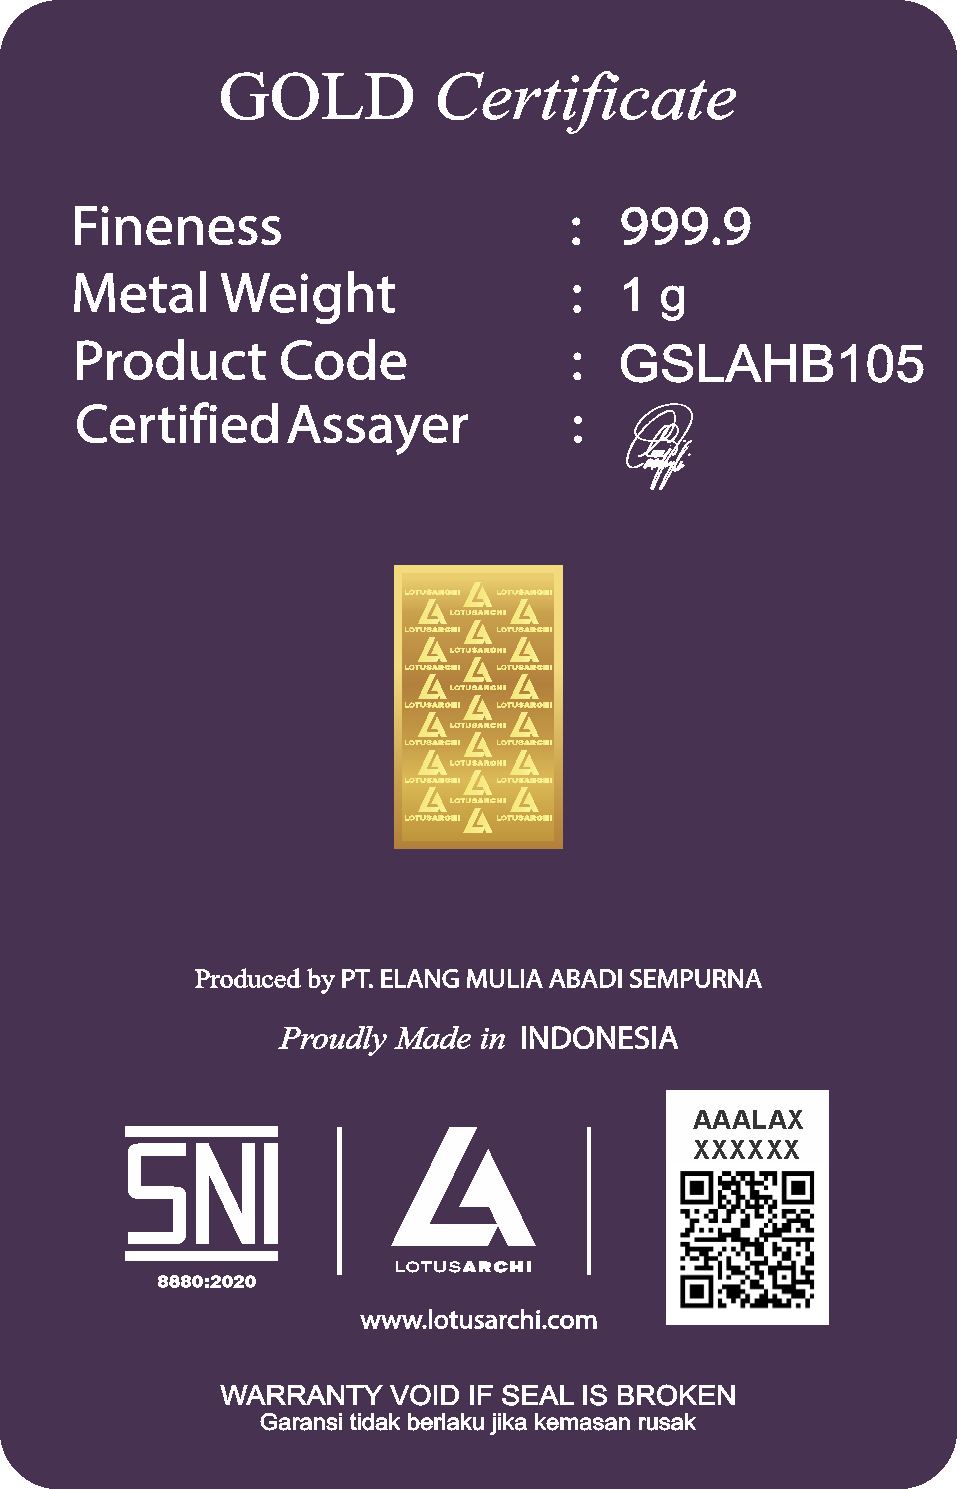 GOLD Certificate
Fineness : 999.9
Metal Weight : 1 g
Product Code : GSLAHB105
Certified Assayer :
LOTUSARCHI LOTUSARCHI
LOTUSARCHI
LOTUSARCHI LOTUSARCHI
LOTUSARCHI
LOTUSARCHI LOTUSARCHI
LOTUSARCHI
LOTUSARCHI LOTUSARCHI
LOTUSARCHI
LOTUSARCHI LOTUSARCHI
LOTUSARCHI
LOTUSARCHI LOTUSARCHI
LOTUSARCHI
LOTUSARCHI LOTUSARCHI
Produced by PT. ELANG MULIA ABADI SEMPURNA
Proudly Made in INDONESIA
AAALAX
XXXXXX
SNI
8880:2020
LOTUSARCHI
www.lotusarchi.com
WARRANTY VOID IF SEAL IS BROKEN
Garansi tidak berlaku jika kemasan rusak